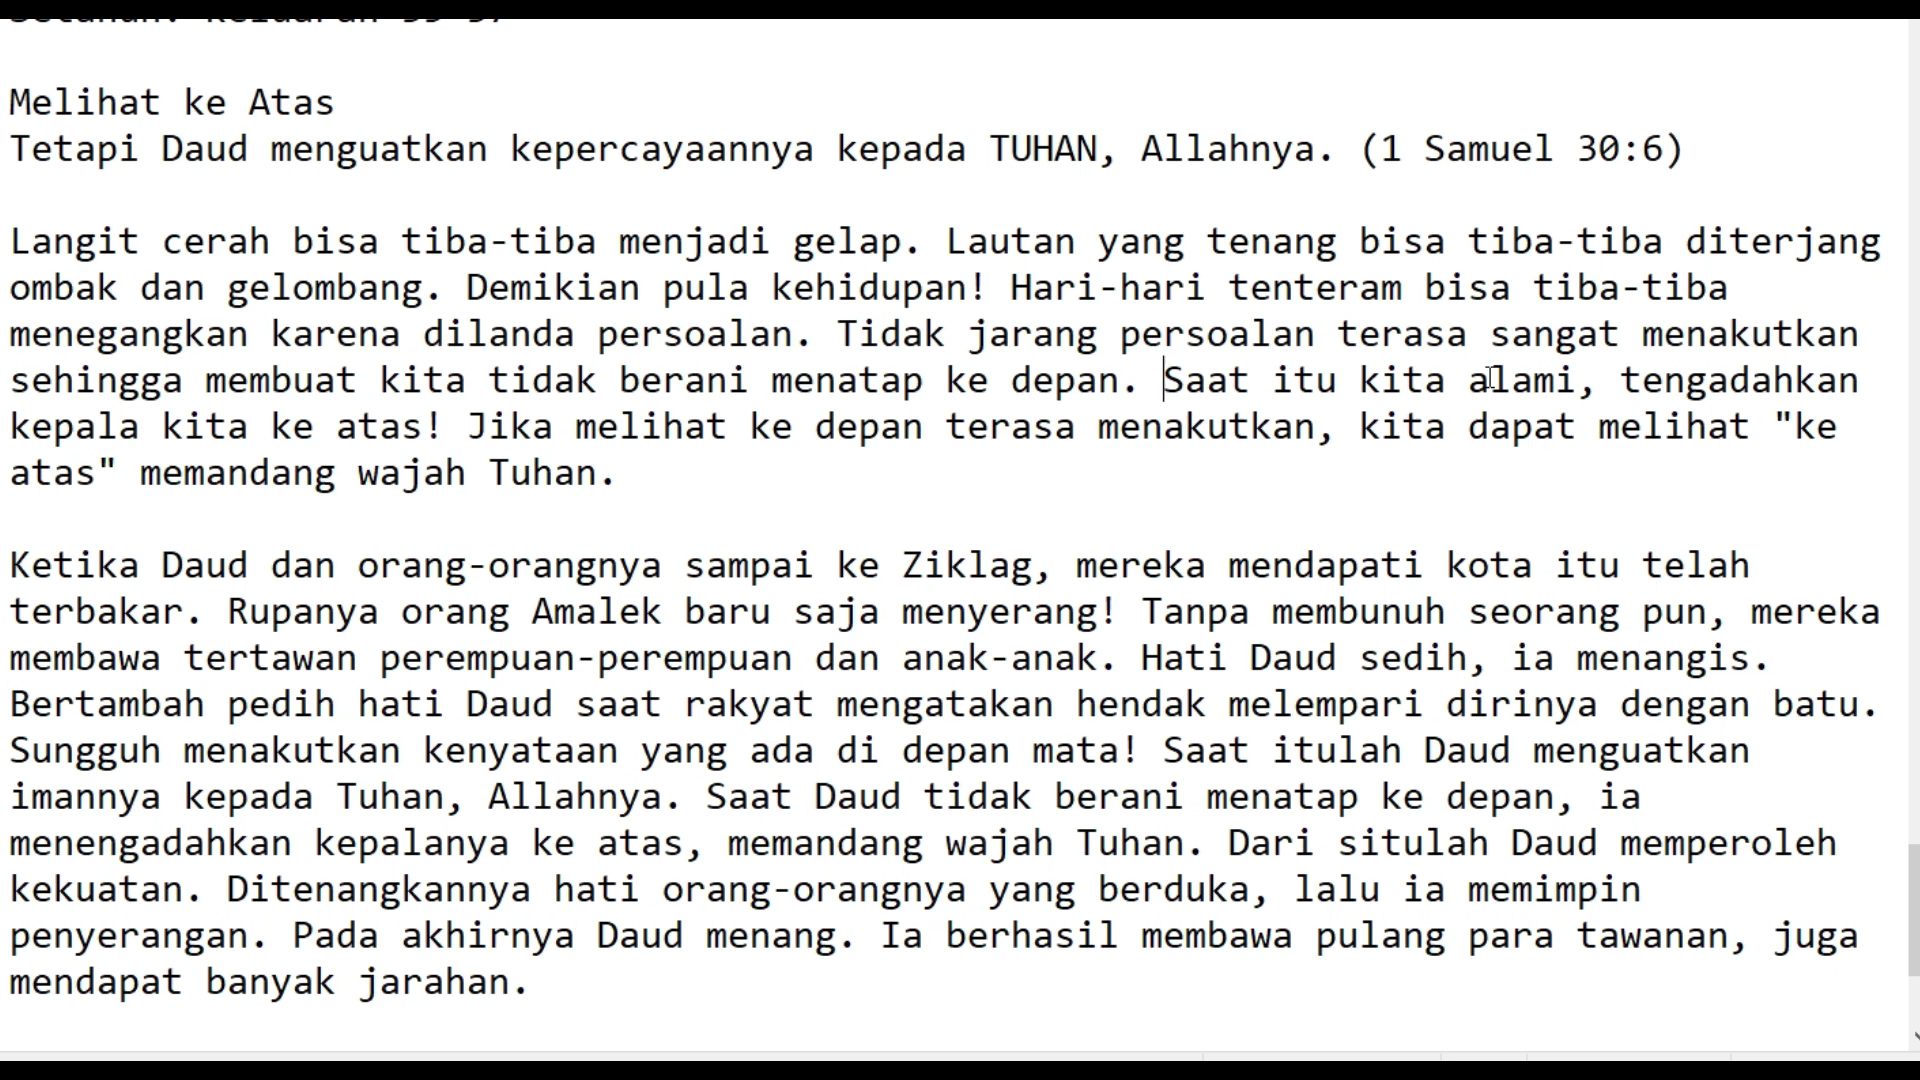 Melihat ke Atas
Tetapi Daud menguatkan kepercayaannya kepada TUHAN, Allahnya. (1 Samuel 30:6)
Langit cerah bisa tiba-tiba menjadi gelap. Lautan yang tenang bisa tiba-tiba diterjang
ombak dan gelombang. Demikian pula kehidupan! Hari-hari tenteram bisa tiba-tiba
menegangkan karena dilanda persoalan. Tidak jarang persoalan terasa sangat menakutkan
sehingga membuat kita tidak berani menatap ke depan. Saat itu kita alami, tengadahkan
kepala kita ke atas! Jika melihat ke depan terasa menakutkan, kita dapat melihat "ke
atas" memandang wajah Tuhan.
Ketika Daud dan orang-orangnya sampai ke Ziklag, mereka mendapati kota itu telah
terbakar. Rupanya orang Amalek baru saja menyerang! Tanpa membunuh seorang pun, mereka
membawa tertawan perempuan-perempuan dan anak-anak. Hati Daud sedih, ia menangis.
Bertambah pedih hati Daud saat rakyat mengatakan hendak melempari dirinya dengan batu.
Sungguh menakutkan kenyataan yang ada di depan mata! Saat itulah Daud menguatkan
imannya kepada Tuhan, Allahnya. Saat Daud tidak berani menatap ke depan, ia
menengadahkan kepalanya ke atas, memandang wajah Tuhan. Dari situlah Daud memperoleh
kekuatan. Ditenangkannya hati orang-orangnya yang berduka, lalu ia memimpin
penyerangan. Pada akhirnya Daud menang. Ia berhasil membawa pulang para tawanan, juga
mendapat banyak jarahan.